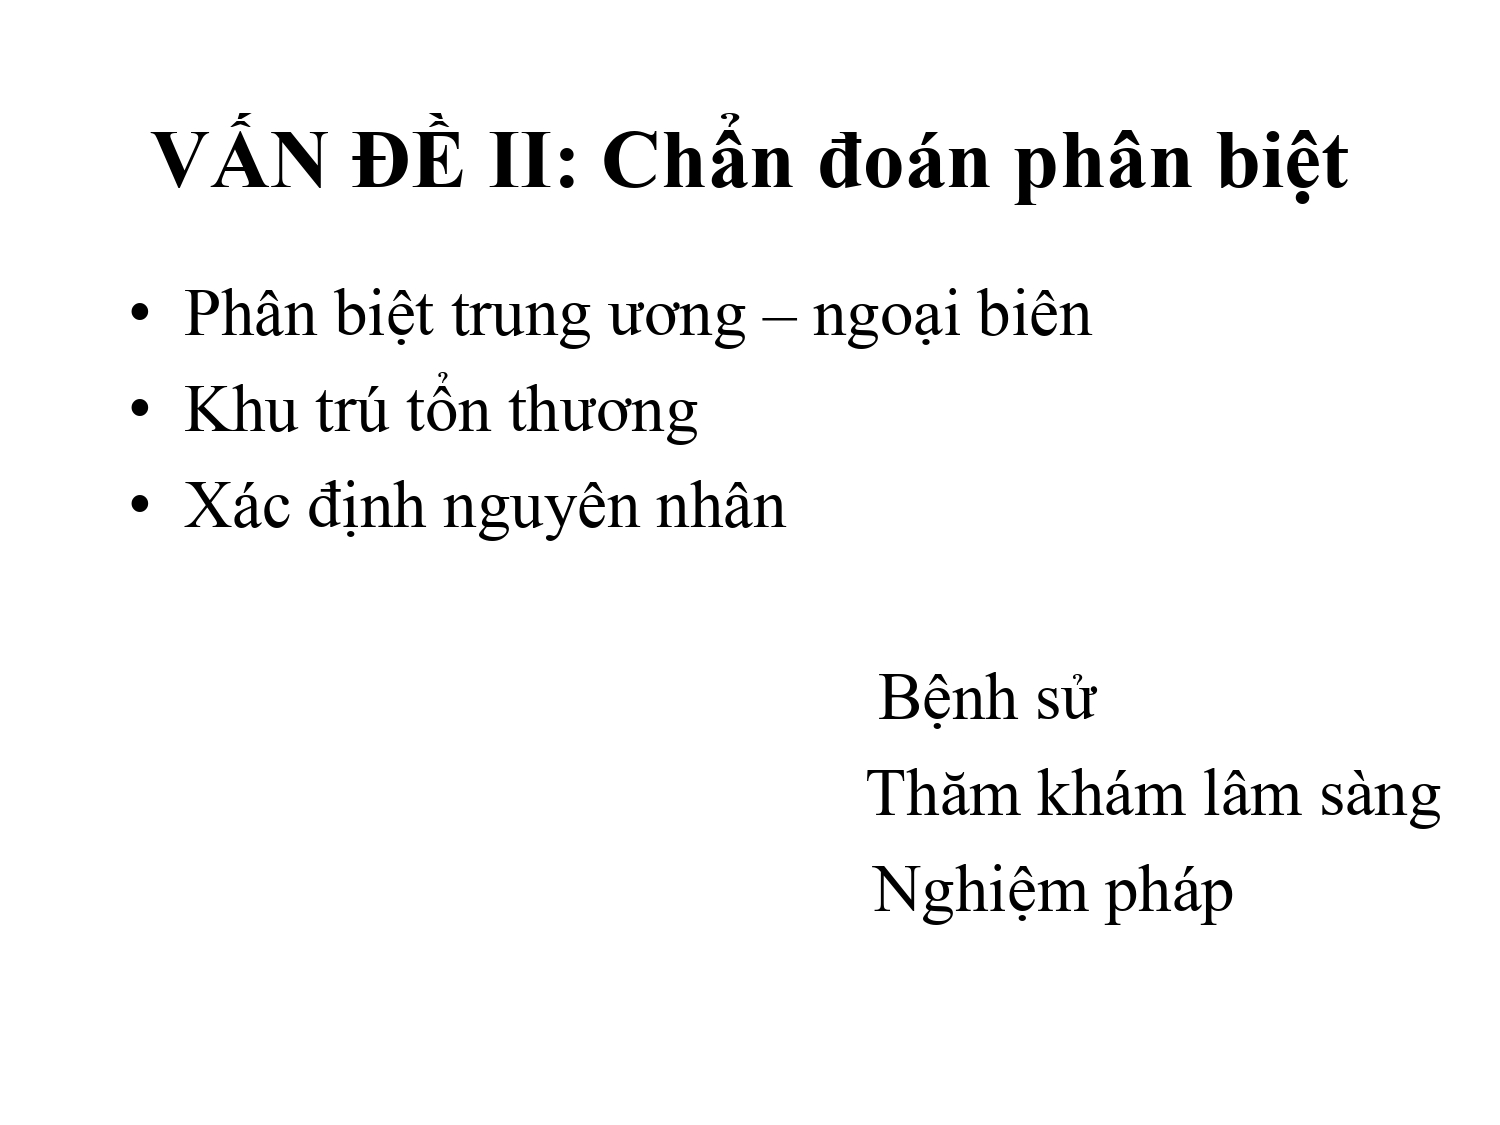 VẤN ĐỀ II: Chẩn đoán phân biệt
• Phân biệt trung ương – ngoại biên
• Khu trú tổn thương
• Xác định nguyên nhân
Bệnh sử
Thăm khám lâm sàng
Nghiệm pháp